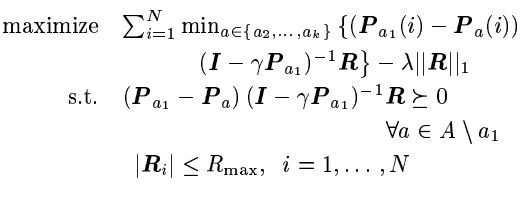 maximize ∑_{i=1}^{N} min_{a∈{a_2,...,a_k}} {(P_{a_1}(i) − P_a(i))
(I − γP_{a_1})^{−1}R} − λ||R||_1
s.t. (P_{a_1} − P_a) (I − γP_{a_1})^{−1}R ⪰ 0
∀a ∈ A \ a_1
|R_i| ≤ R_max, i = 1, . . . , N